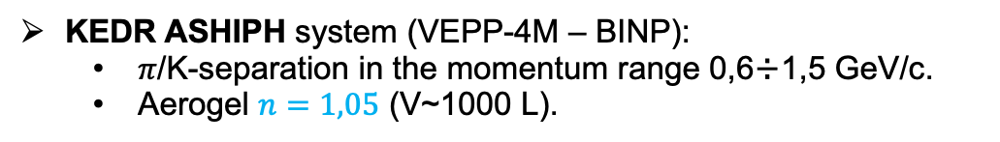 ➢ KEDR ASHIPH system (VEPP-4M – BINP):
• π/K-separation in the momentum range 0,6÷1,5 GeV/c.
• Aerogel n = 1,05 (V~1000 L).